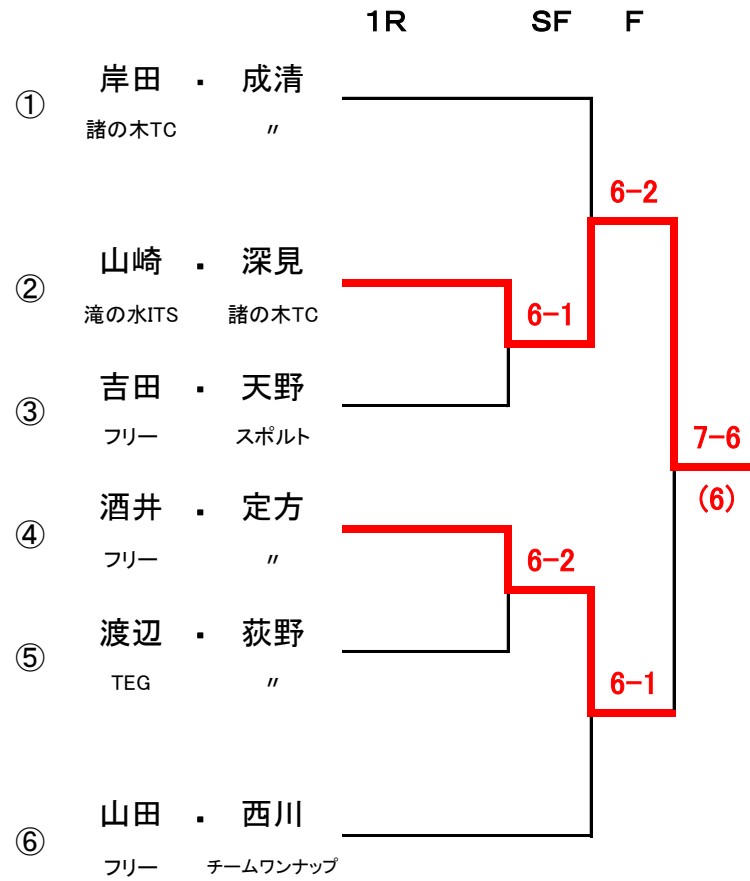 1R SF F
① 岸田 ・ 成清
諸の木TC 〃
6-2
② 山崎 ・ 深見
滝の水ITS 諸の木TC
6-1
③ 吉田 ・ 天野
フリー スポルト
7-6
(6)
④ 酒井 ・ 定方
フリー 〃
6-2
⑤ 渡辺 ・ 荻野
TEG 〃
6-1
⑥ 山田 ・ 西川
フリー チームワンナップ